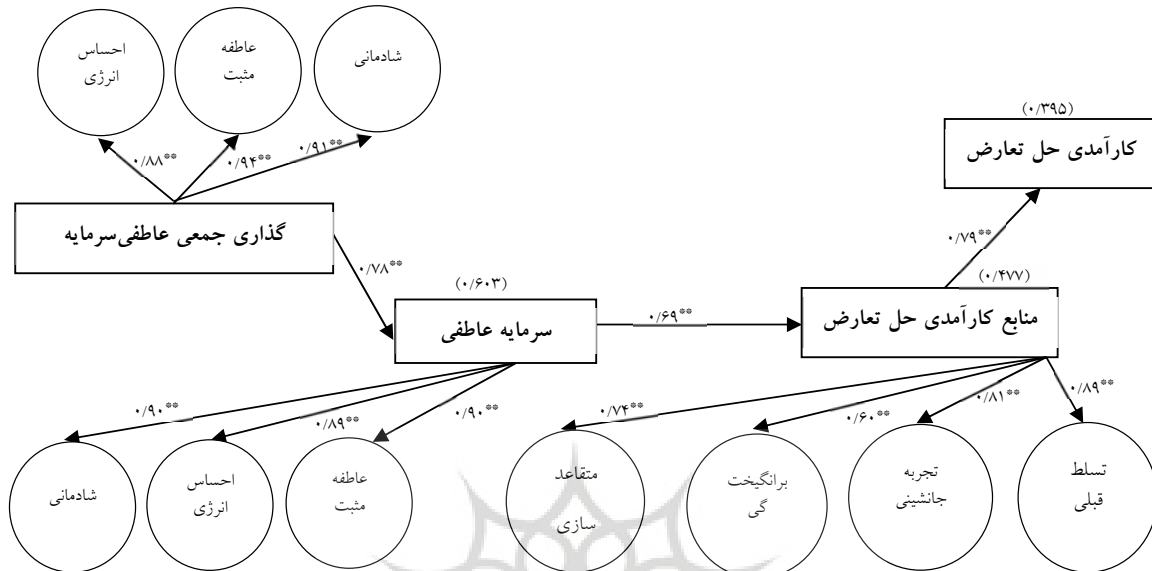 احساس
انرژی
عاطفه
مثبت
شادمانی
۰/۸۸**
۰/۹۴**
۰/۹۱**
(۰/۳۹۵)
کارآمدی حل تعارض
گذاری جمعی عاطفی‌سرمایه
۰/۷۸**
۰/۷۹**
(۰/۶۰۳)
سرمایه عاطفی
۰/۶۹**
(۰/۴۷۷)
منابع کارآمدی حل تعارض
۰/۹۰**
۰/۸۹**
۰/۹۰**
۰/۷۴**
۰/۶۰**
۰/۸۱**
۰/۸۹**
شادمانی
احساس
انرژی
عاطفه
مثبت
متقاعد
سازی
برانگیخت
گی
تجربه
جانشینی
تسلط
قبلی